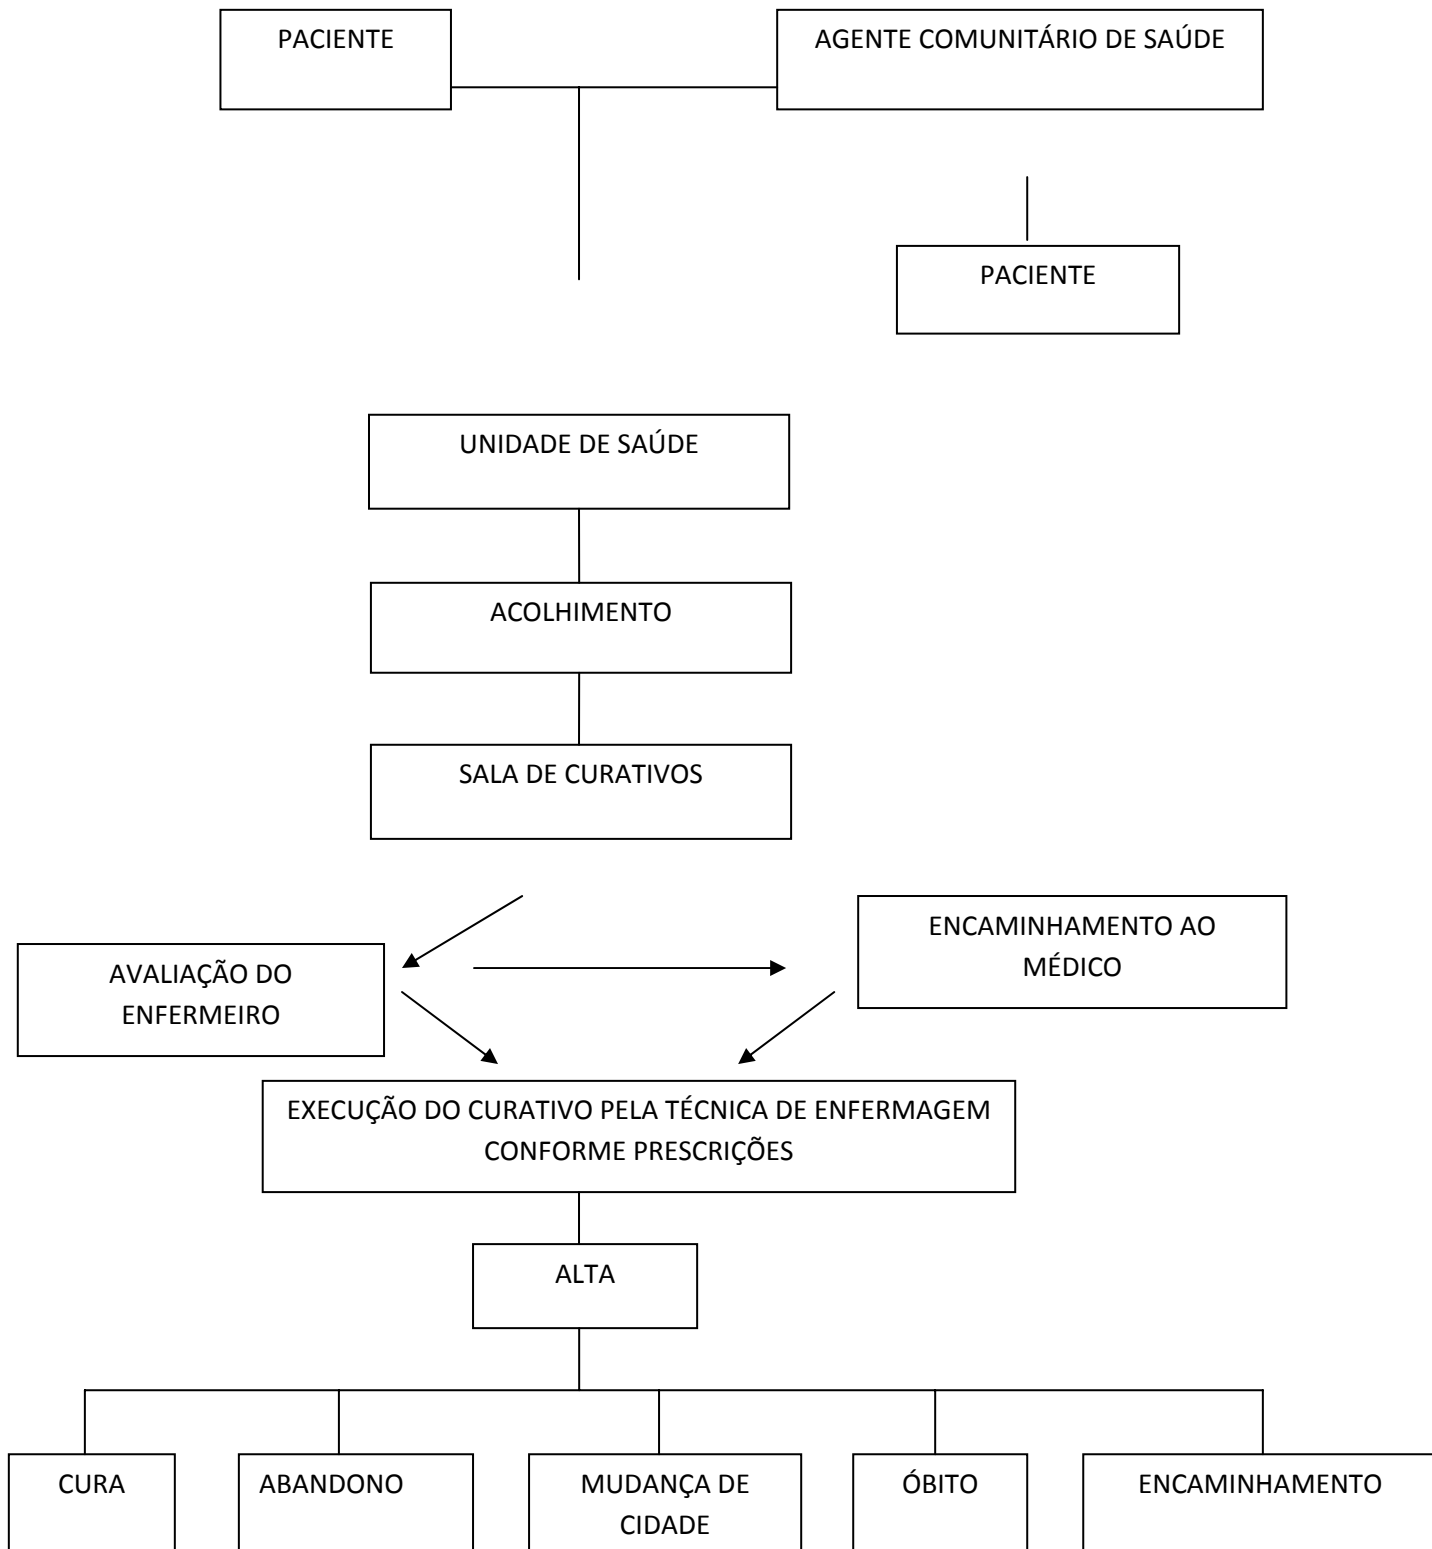 PACIENTE
AGENTE COMUNITÁRIO DE SAÚDE
PACIENTE
UNIDADE DE SAÚDE
ACOLHIMENTO
SALA DE CURATIVOS
AVALIAÇÃO DO
ENFERMEIRO
ENCAMINHAMENTO AO
MÉDICO
EXECUÇÃO DO CURATIVO PELA TÉCNICA DE ENFERMAGEM
CONFORME PRESCRIÇÕES
ALTA
CURA
ABANDONO
MUDANÇA DE
CIDADE
ÓBITO
ENCAMINHAMENTO